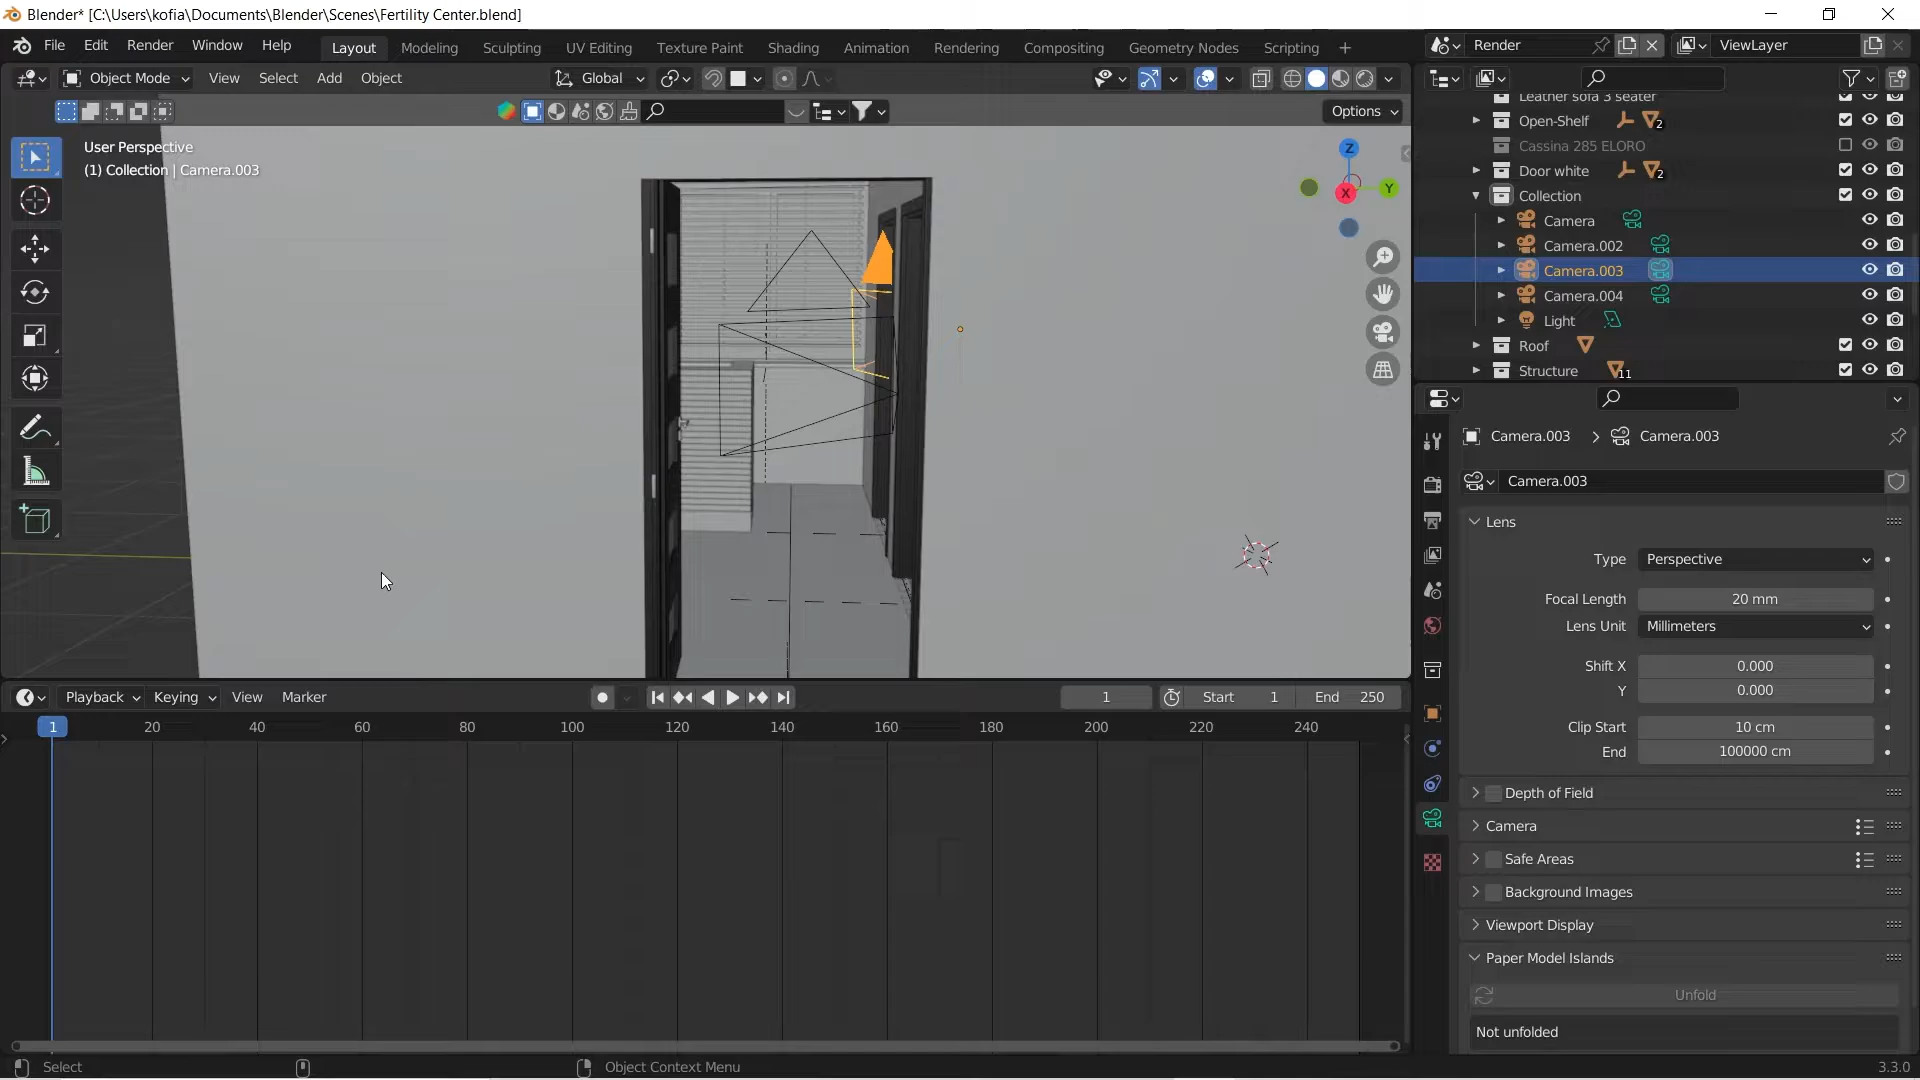 Blender* [C:\Users\kofia\Documents\Blender\Scenes\Fertility Center.blend]
File Edit Render Window Help Layout Modeling Sculpting UV Editing Texture Paint Shading Animation Rendering Compositing Geometry Nodes Scripting + Render ViewLayer
Object Mode View Select Add Object Global
Options
User Perspective
(1) Collection | Camera.003
Z
Y
X
Leather sofa 3 seater
Open-Shelf 2
Cassina 285 ELORO
Door white 2
Collection
Camera
Camera.002
Camera.003
Camera.004
Light
Roof
Structure 11
Camera.003 > Camera.003
Camera.003
Lens
Type Perspective
Focal Length 20 mm
Lens Unit Millimeters
Shift X 0.000
Y 0.000
Clip Start 10 cm
End 100000 cm
Depth of Field
Camera
Safe Areas
Background Images
Viewport Display
Paper Model Islands
Unfold
Not unfolded
Playback Keying View Marker 1 Start 1 End 250
1 20 40 60 80 100 120 140 160 180 200 220 240
Select Object Context Menu 3.3.0